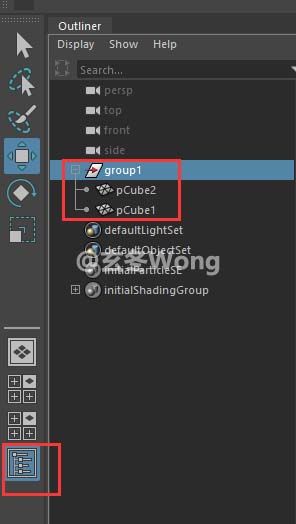 Outliner
Display Show Help
Search...
persp
top
front
side
group1
pCube2
pCube1
defaultLightSet
defaultObjectSet
@玄冬Wong
initialParticleSE
initialShadingGroup